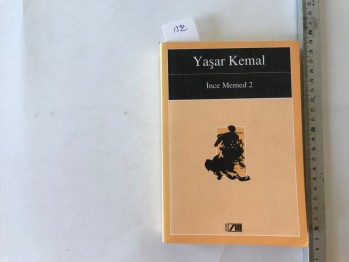 132
Yaşar Kemal
İnce Memed 2